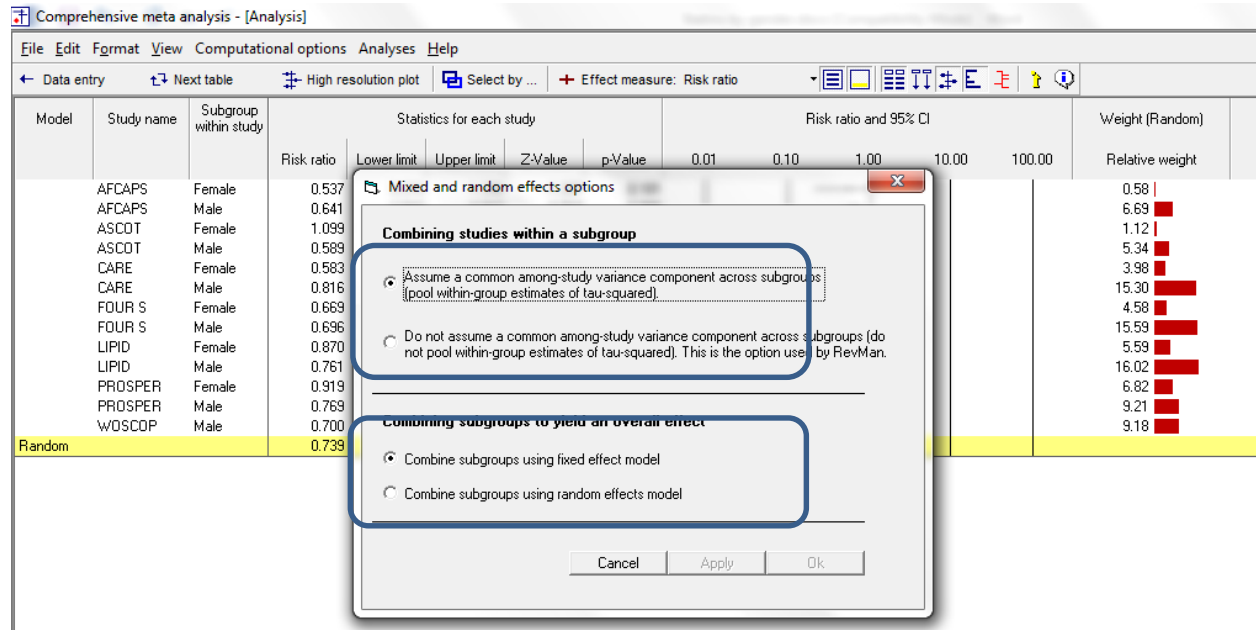 Comprehensive meta analysis - [Analysis]
File Edit Format View Computational options Analyses Help
← Data entry Next table High resolution plot Select by ... Effect measure: Risk ratio
Model Study name Subgroup within study Statistics for each study Risk ratio and 95% CI Weight (Random)
Risk ratio Lower limit Upper limit Z-Value p-Value 0.01 0.10 1.00 10.00 100.00 Relative weight
AFCAPS Female 0.537 0.58
AFCAPS Male 0.641 6.69
ASCOT Female 1.099 1.12
ASCOT Male 0.589 5.34
CARE Female 0.583 3.98
CARE Male 0.816 15.30
FOUR S Female 0.669 4.58
FOUR S Male 0.696 15.59
LIPID Female 0.870 5.59
LIPID Male 0.761 16.02
PROSPER Female 0.919 6.82
PROSPER Male 0.769 9.21
WOSCOP Male 0.700 9.18
Random 0.739
Mixed and random effects options
Combining studies within a subgroup
Assume a common among-study variance component across subgroups
(pool within-group estimates of tau-squared).
Do not assume a common among-study variance component across subgroups (do
not pool within-group estimates of tau-squared). This is the option used by RevMan.
Combining subgroups to yield an overall effect
Combine subgroups using fixed effect model
Combine subgroups using random effects model
Cancel Apply Ok